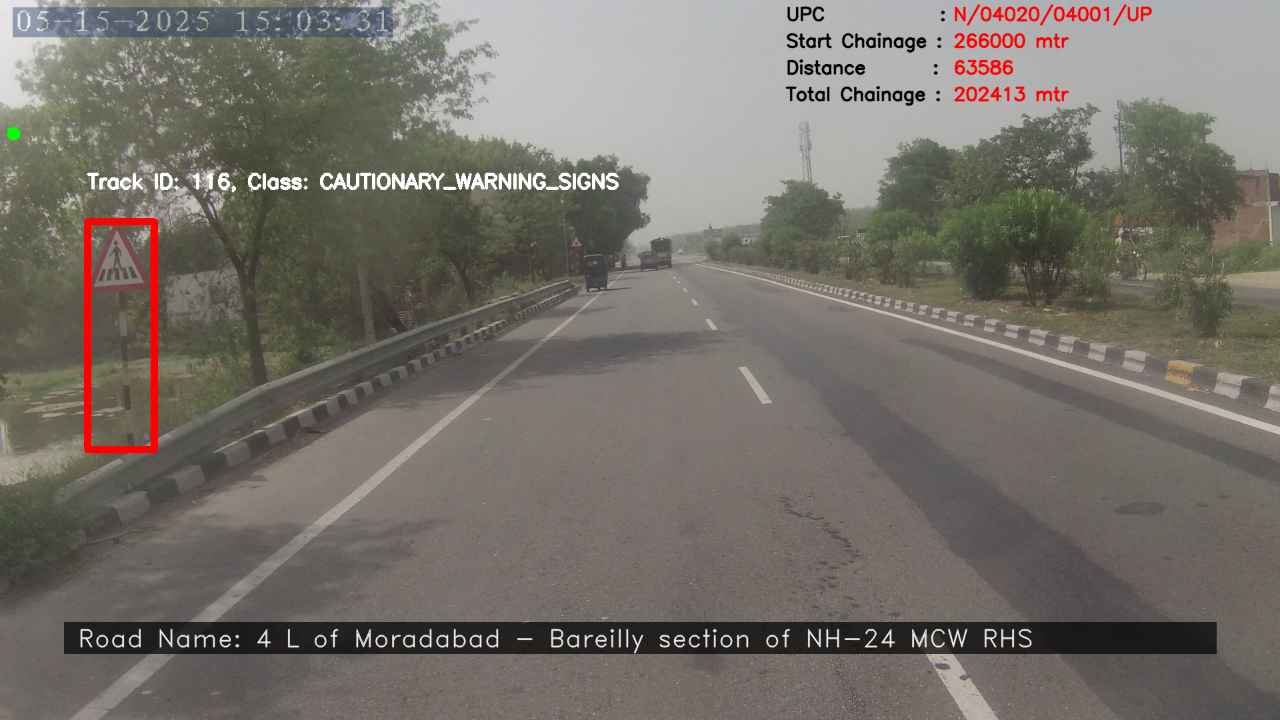 05-15-2025 15:03:31
UPC : N/04020/04001/UP
Start Chainage : 266000 mtr
Distance : 63586
Total Chainage : 202413 mtr
Track ID: 116, Class: CAUTIONARY_WARNING_SIGNS
Road Name: 4 L of Moradabad - Bareilly section of NH-24 MCW RHS